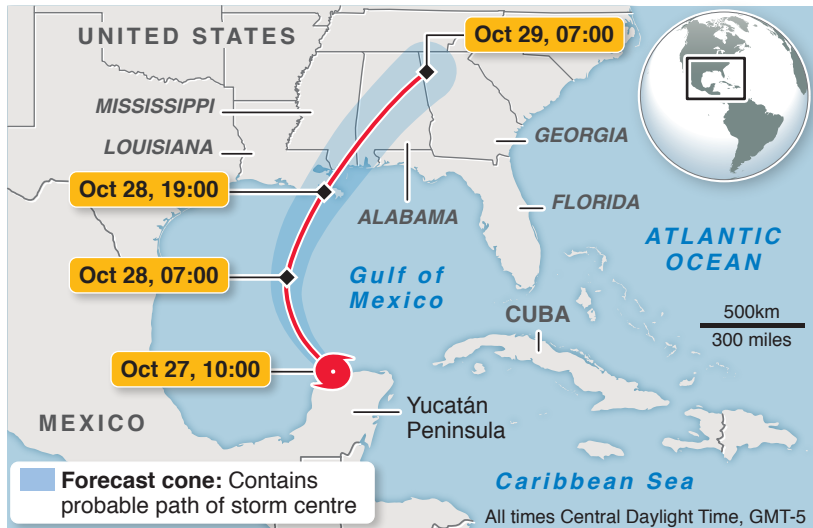 UNITED STATES
Oct 29, 07:00
MISSISSIPPI
LOUISIANA
GEORGIA
Oct 28, 19:00
ALABAMA
FLORIDA
ATLANTIC
OCEAN
Oct 28, 07:00
Gulf of
Mexico
CUBA
500km
300 miles
Oct 27, 10:00
Yucatán
Peninsula
MEXICO
Forecast cone: Contains
probable path of storm centre
Caribbean Sea
All times Central Daylight Time, GMT-5